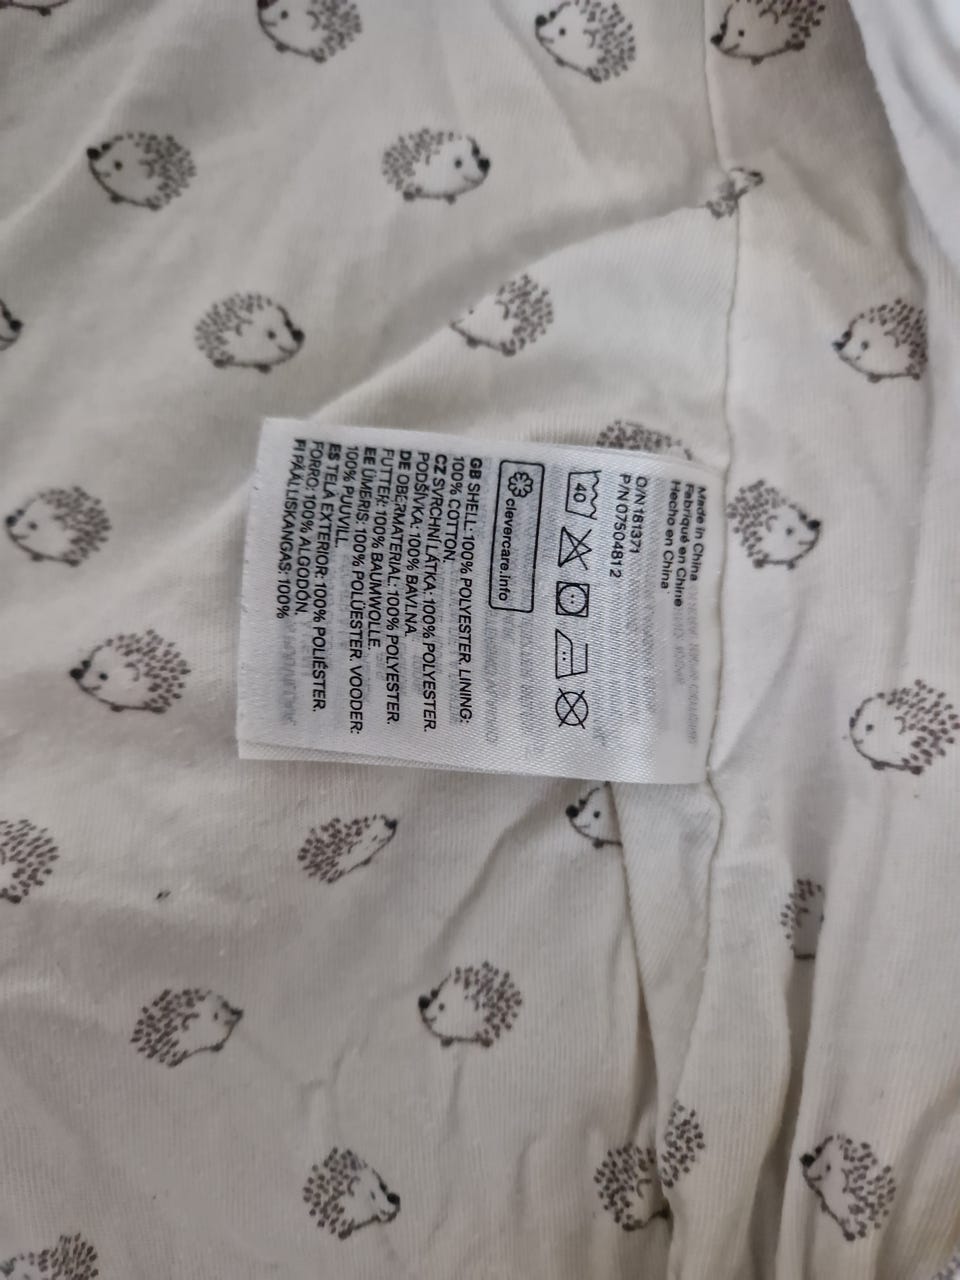 Made in China
Fabriqué en Chine
Hecho en China
O/N 181371
P/N 07504812
40
clevercare.info
GB SHELL: 100% POLYESTER. LINING:
100% COTTON.
CZ SVRCHNÍ LÁTKA: 100% POLYESTER.
PODŠÍVKA: 100% BAVLNA.
DE OBERMATERIAL: 100% POLYESTER.
FUTTER: 100% BAUMWOLLE.
EE ÜMERIS: 100% POLÜESTER. VOODER:
100% PUUVILL.
ES TELA EXTERIOR: 100% POLIÉSTER.
FORRO: 100% ALGODÓN.
FI PÄÄLLISKANGAS: 100%